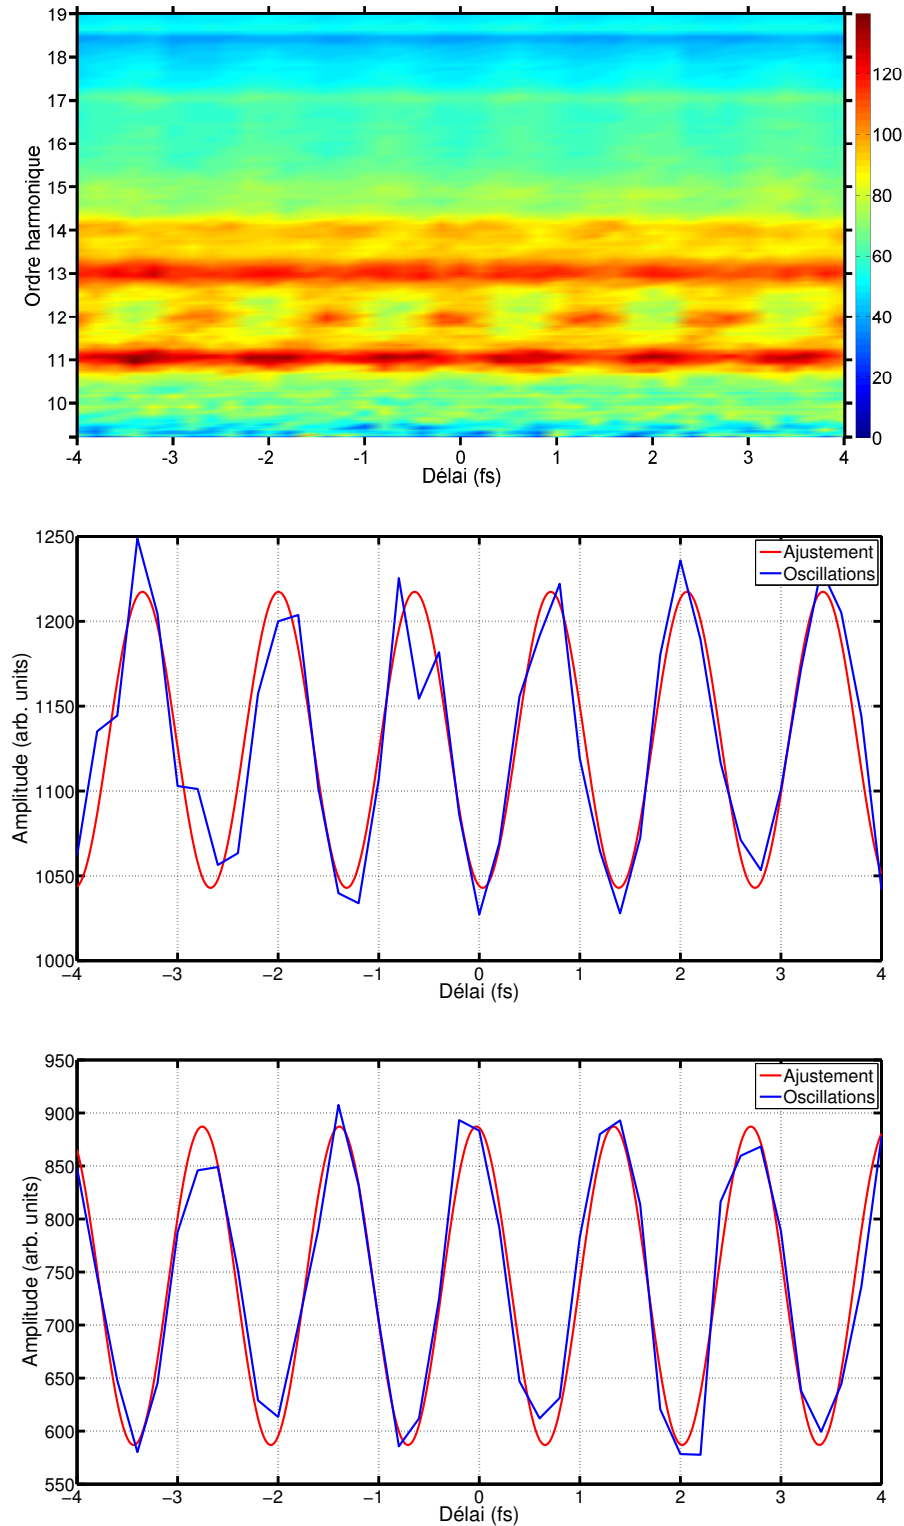 19
18
17
16
15
14
13
12
11
10
Ordre harmonique
-4 -3 -2 -1 0 1 2 3 4
Délai (fs)
120
100
80
60
40
20
0
1250
1200
1150
1100
1050
1000
Amplitude (arb. units)
Ajustement
Oscillations
−4 −3 −2 −1 0 1 2 3 4
Délai (fs)
950
900
850
800
750
700
650
600
550
Amplitude (arb. units)
Ajustement
Oscillations
−4 −3 −2 −1 0 1 2 3 4
Délai (fs)